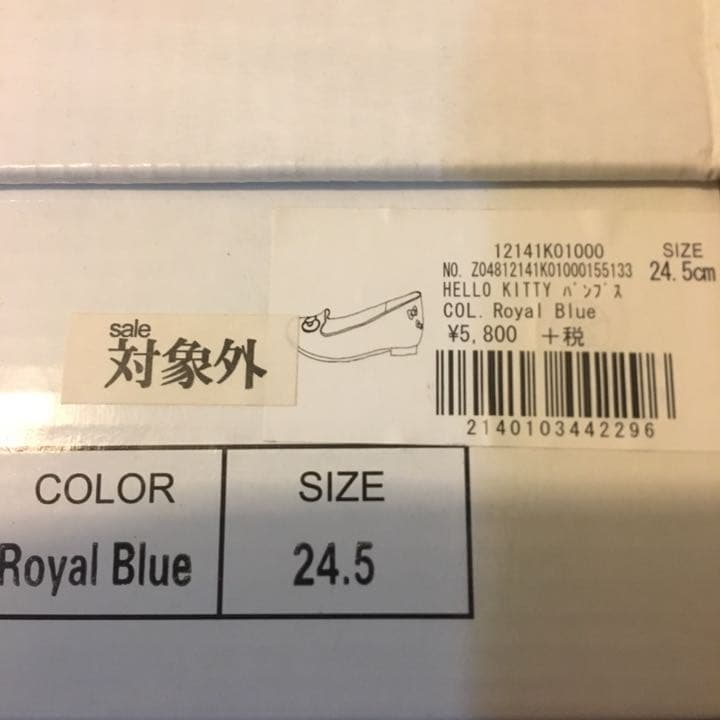 12141K01000
SIZE
NO. Z04812141K01000155133
24.5cm
HELLO KITTY ﾊﾟﾝﾌﾟｽ
COL. Royal Blue
¥5,800 +税
2140103442296
sale
対象外
COLOR
SIZE
Royal Blue
24.5